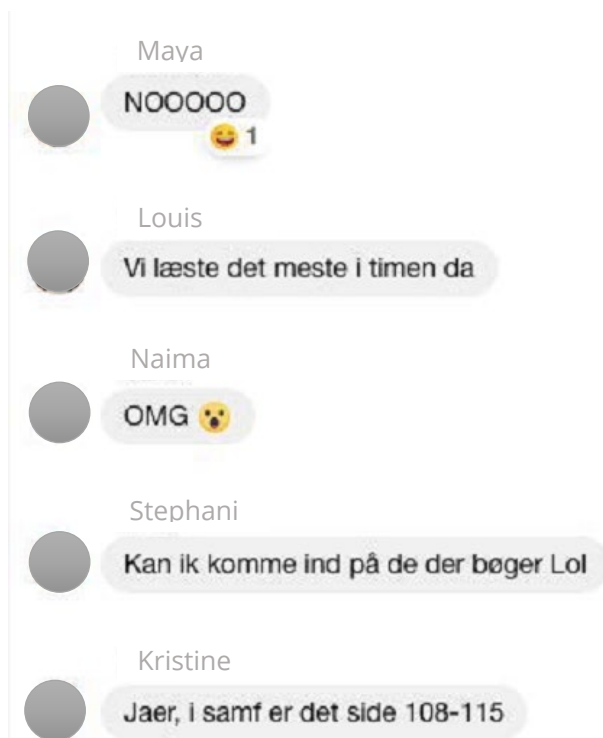 Maya
NOOOOO
😄 1
Louis
Vi læste det meste i timen da
Naima
OMG 😮
Stephani
Kan ik komme ind på de der bøger Lol
Kristine
Jaer, i samf er det side 108-115